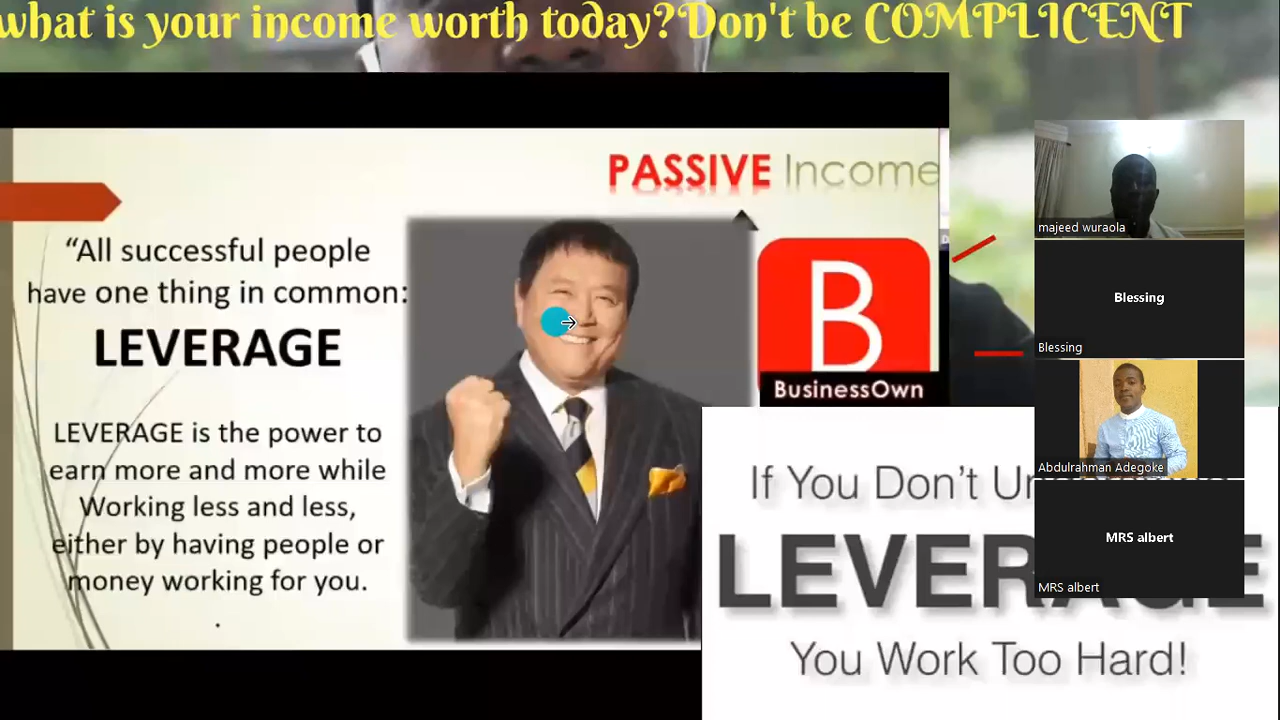 what is your income worth today? Don't be COMPLICENT
PASSIVE Income
“All successful people
have one thing in common:
LEVERAGE
LEVERAGE is the power to
earn more and more while
Working less and less,
either by having people or
money working for you.
.
B
BusinessOwn
If You Don't
LEVERAGE
You Work Too Hard!
majeed wuraola
Blessing
Blessing
Abdulrahman Adegoke
MRS albert
MRS albert